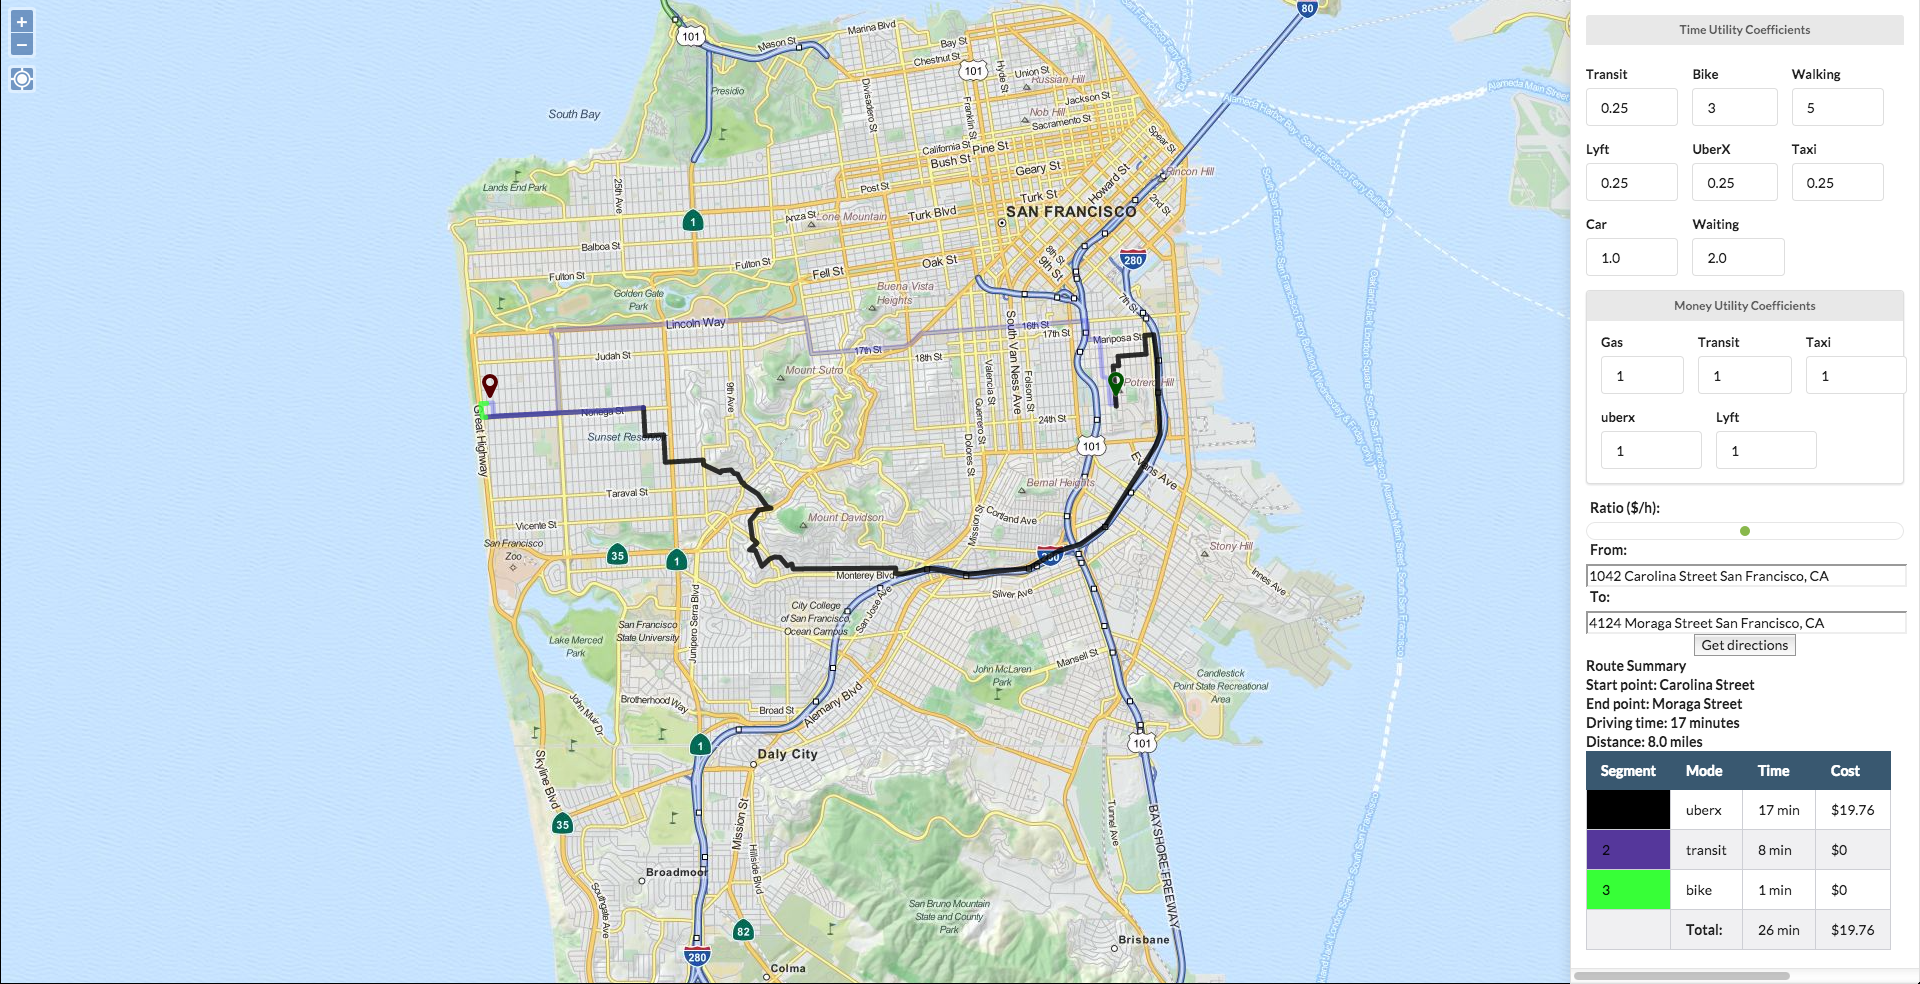 80
Marina Blvd
101
Mason St
Bay St
Chestnut St
101
Hyde St
Union St
Russian Hill
Presidio
Divisadero St
Franklin St
Jackson St
Nob Hill
Sacramento St
South Bay
California St
Pine St
Bush St
Spear St
Geary St
Howard St
Rincon Hill
Lands End Park
25th Ave
Post St
Turk St
2nd St
SAN FRANCISCO
1
Anza St
Lone Mountain
Turk Blvd
Balboa St
8th St
9th St
280
Fulton St
Fulton St
Fell St
Oak St
Buena Vista Heights
Golden Gate Park
7th St
Lincoln Way
16th St
17th St
Mariposa St
South Van Ness Ave
17th St
18th St
Judah St
Mount Sutro
Valencia St
Folsom St
Potrero Hill
9th Ave
Guerrero St
Noriega St
24th St
Great Highway
Sunset Reservoir
Dolores St
101
Evans Ave
Taraval St
Bernal Heights
Mount Davidson
Mission St
Cortland Ave
Vicente St
San Francisco Zoo
35
1
280
Stony Hill
Monterey Blvd
Silver Ave
Innes Ave
Junipero Serra Blvd
City College of San Francisco, Ocean Campus
San Jose Ave
San Francisco State University
Lake Merced Park
John McLaren Park
Mansell St
Candlestick Point State Recreational Area
John Muir Dr
Brotherhood Way
Broad St
Alemany Blvd
1
101
Daly City
Skyline Blvd
35
Mission St
Hillside Blvd
Tunnel Ave
BAYSHORE FREEWAY
Broadmoor
Southgate Ave
San Bruno Mountain State and County Park
82
Brisbane
280
Colma
Alameda Harbor Bay - San Francisco Ferry
Alameda Main Street
Time Utility Coefficients
Transit Bike Walking
0.25 3 5
Lyft UberX Taxi
0.25 0.25 0.25
Car Waiting
1.0 2.0
Money Utility Coefficients
Gas Transit Taxi
1 1 1
uberx Lyft
1 1
Ratio ($/h):
From:
1042 Carolina Street San Francisco, CA
To:
4124 Moraga Street San Francisco, CA
Get directions
Route Summary
Start point: Carolina Street
End point: Moraga Street
Driving time: 17 minutes
Distance: 8.0 miles
Segment Mode Time Cost
uberx 17 min $19.76
2 transit 8 min $0
3 bike 1 min $0
Total: 26 min $19.76